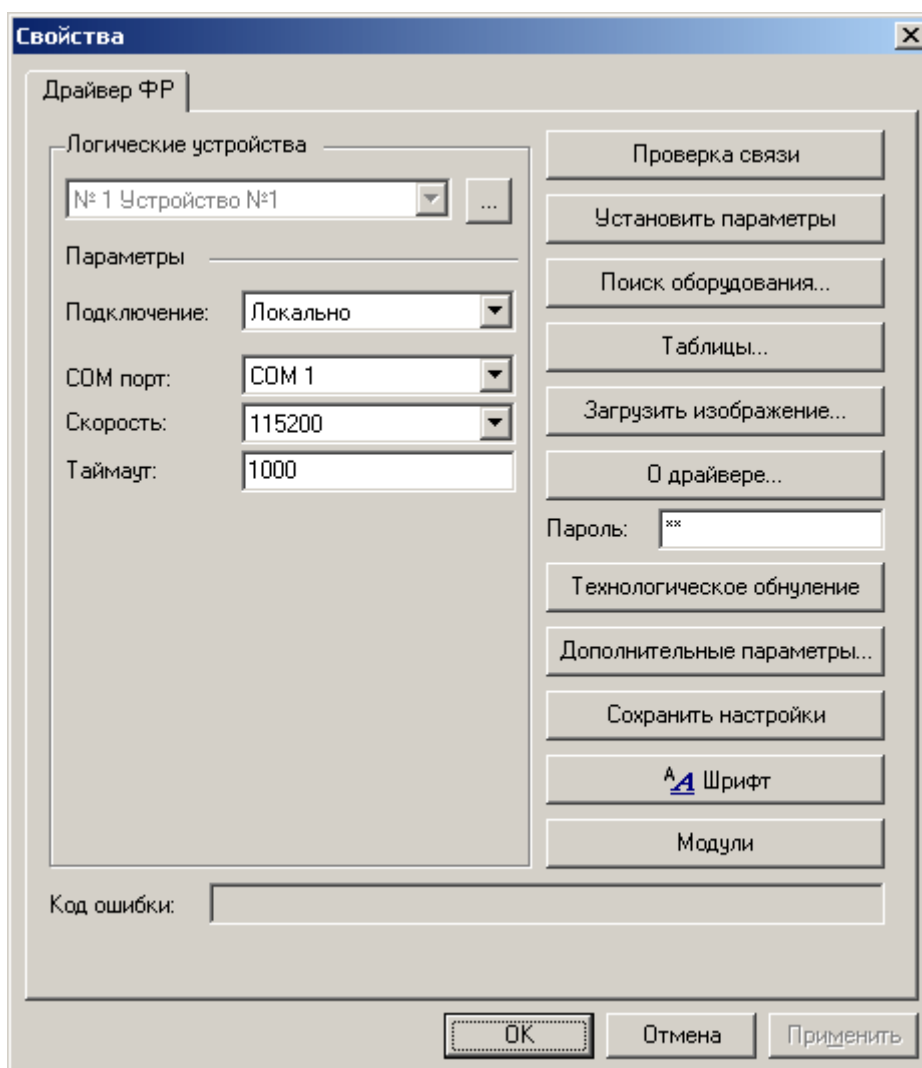 Свойства
Драйвер ФР
Логические устройства
№ 1 Устройство №1
...
Параметры
Подключение: Локально
COM порт: COM 1
Скорость: 115200
Таймаут: 1000
Проверка связи
Установить параметры
Поиск оборудования...
Таблицы...
Загрузить изображение...
О драйвере...
Пароль: **
Технологическое обнуление
Дополнительные параметры...
Сохранить настройки
AA Шрифт
Модули
Код ошибки:
OK
Отмена
Применить